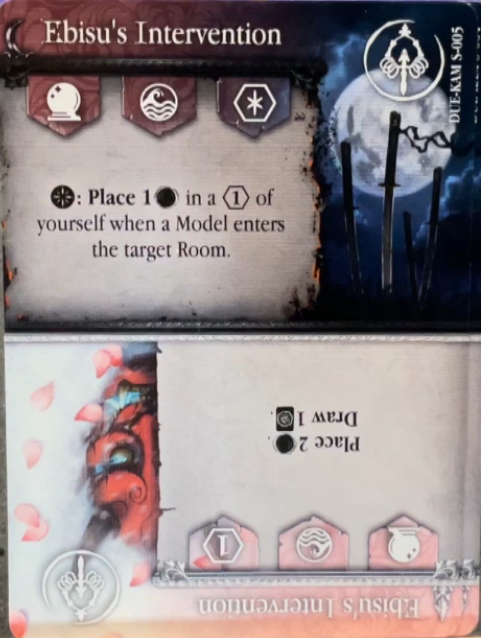 Ebisu's Intervention
DUE-KAM S-005
: Place 1 in a 1 of
yourself when a Model enters
the target Room.
Ebisu's Intervention
1
Place 2 .
Draw 1 .